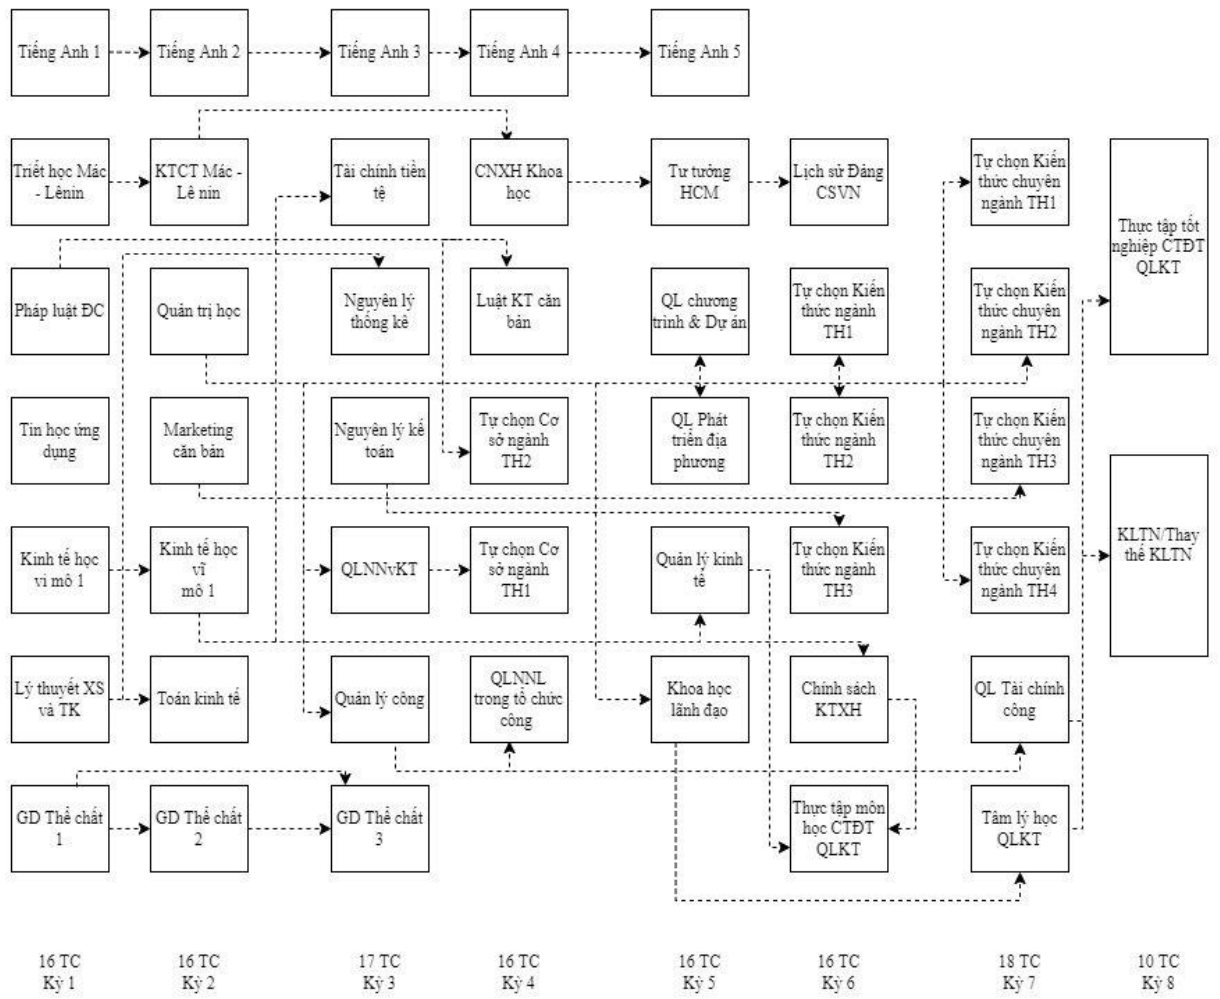 Tiếng Anh 1
Tiếng Anh 2
Tiếng Anh 3
Tiếng Anh 4
Tiếng Anh 5
Triết học Mác
- Lênin
KTCT Mác -
Lê nin
Tài chính tiền
tệ
CNXH Khoa
học
Tư tưởng
HCM
Lịch sử Đảng
CSVN
Tự chọn Kiến
thức chuyên
ngành TH1
Thực tập tốt
nghiệp CTĐT
QLKT
Pháp luật ĐC
Quản trị học
Nguyên lý
thống kê
Luật KT căn
bản
QL chương
trình & Dự án
Tự chọn Kiến
thức ngành
TH1
Tự chọn Kiến
thức chuyên
ngành TH2
Tin học ứng
dụng
Marketing
căn bản
Nguyên lý kế
toán
Tự chọn Cơ
sở ngành
TH2
QL Phát
triển địa
phương
Tự chọn Kiến
thức ngành
TH2
Tự chọn Kiến
thức chuyên
ngành TH3
KLTN/Thay
thế KLTN
Kinh tế học
vi mô 1
Kinh tế học
vĩ
mô 1
QLNNvKT
Tự chọn Cơ
sở ngành
TH1
Quản lý kinh
tế
Tự chọn Kiến
thức ngành
TH3
Tự chọn Kiến
thức chuyên
ngành TH4
Lý thuyết XS
và TK
Toán kinh tế
Quản lý công
QLNNL
trong tổ chức
công
Khoa học
lãnh đạo
Chính sách
KTXH
QL Tài chính
công
GD Thể chất
1
GD Thể chất
2
GD Thể chất
3
Thực tập môn
học CTĐT
QLKT
Tâm lý học
QLKT
16 TC
Kỳ 1
16 TC
Kỳ 2
17 TC
Kỳ 3
16 TC
Kỳ 4
16 TC
Kỳ 5
16 TC
Kỳ 6
18 TC
Kỳ 7
10 TC
Kỳ 8